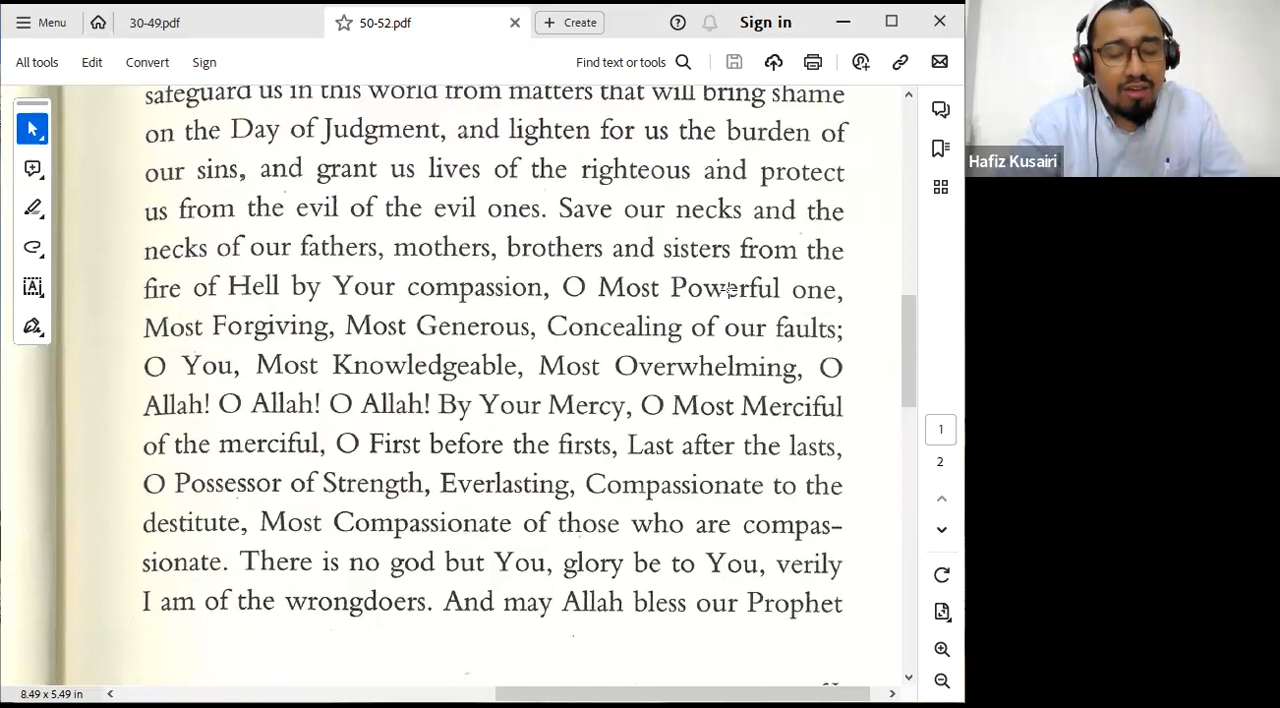 Menu
30-49.pdf
50-52.pdf
Create
Sign in
All tools
Edit
Convert
Sign
Find text or tools
safeguard us in this world from matters that will bring shame
on the Day of Judgment, and lighten for us the burden of
our sins, and grant us lives of the righteous and protect
us from the evil of the evil ones. Save our necks and the
necks of our fathers, mothers, brothers and sisters from the
fire of Hell by Your compassion, O Most Powerful one,
Most Forgiving, Most Generous, Concealing of our faults;
O You, Most Knowledgeable, Most Overwhelming, O
Allah! O Allah! O Allah! By Your Mercy, O Most Merciful
of the merciful, O First before the firsts, Last after the lasts,
O Possessor of Strength, Everlasting, Compassionate to the
destitute, Most Compassionate of those who are compas-
sionate. There is no god but You, glory be to You, verily
I am of the wrongdoers. And may Allah bless our Prophet
8.49 x 5.49 in
1
2
Hafiz Kusairi